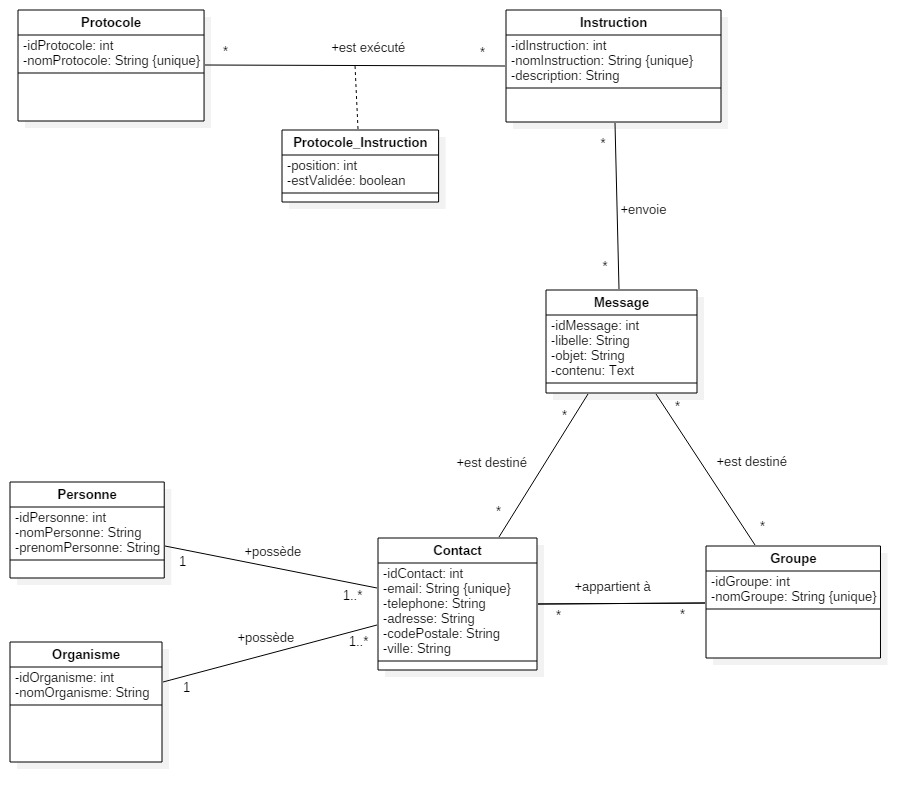 Protocole
-idProtocole: int
-nomProtocole: String {unique}
*
+est exécuté
*
Instruction
-idInstruction: int
-nomInstruction: String {unique}
-description: String
Protocole_Instruction
-position: int
-estValidée: boolean
*
+envoie
*
Message
-idMessage: int
-libelle: String
-objet: String
-contenu: Text
*
+est destiné
*
*
+est destiné
*
Personne
-idPersonne: int
-nomPersonne: String
-prenomPersonne: String
1
+possède
1..*
Contact
-idContact: int
-email: String {unique}
-telephone: String
-adresse: String
-codePostale: String
-ville: String
+appartient à
*
*
Groupe
-idGroupe: int
-nomGroupe: String {unique}
Organisme
-idOrganisme: int
-nomOrganisme: String
1
+possède
1..*